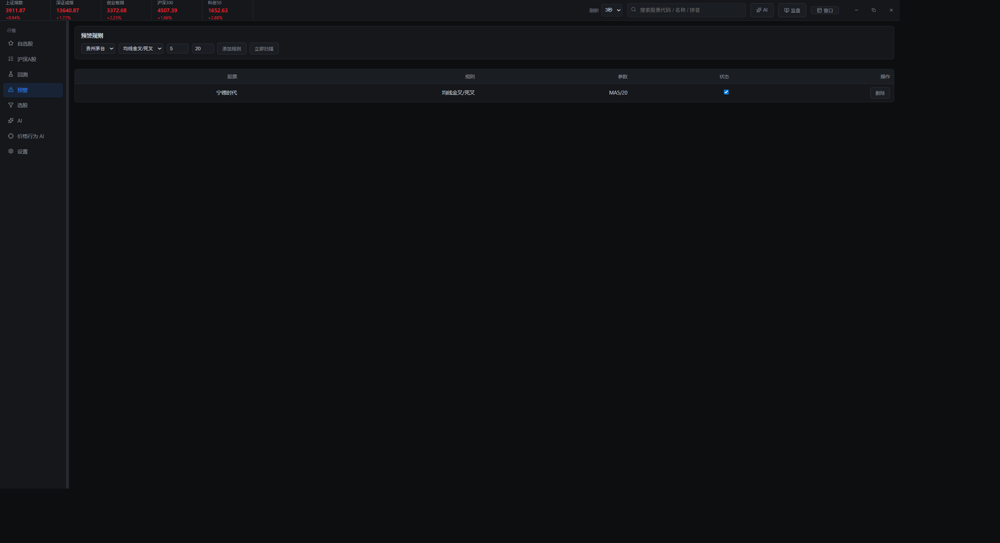 上证指数 深证成指 创业板指 沪深300 科创50
3911.87 13640.87 3372.68 4507.39 1652.63
+0.94% +1.72% +2.25% +1.06% +2.88%
刷新 3秒 搜索股票代码 / 名称 / 拼音 AI 监盘 窗口
行情
自选股
沪深A股
回测
预警
选股
AI
价格行为 AI
设置
预警规则
贵州茅台 均线金叉/死叉 5 20 添加规则 立即扫描
股票 规则 参数 状态 操作
宁德时代 均线金叉/死叉 MA5/20 删除